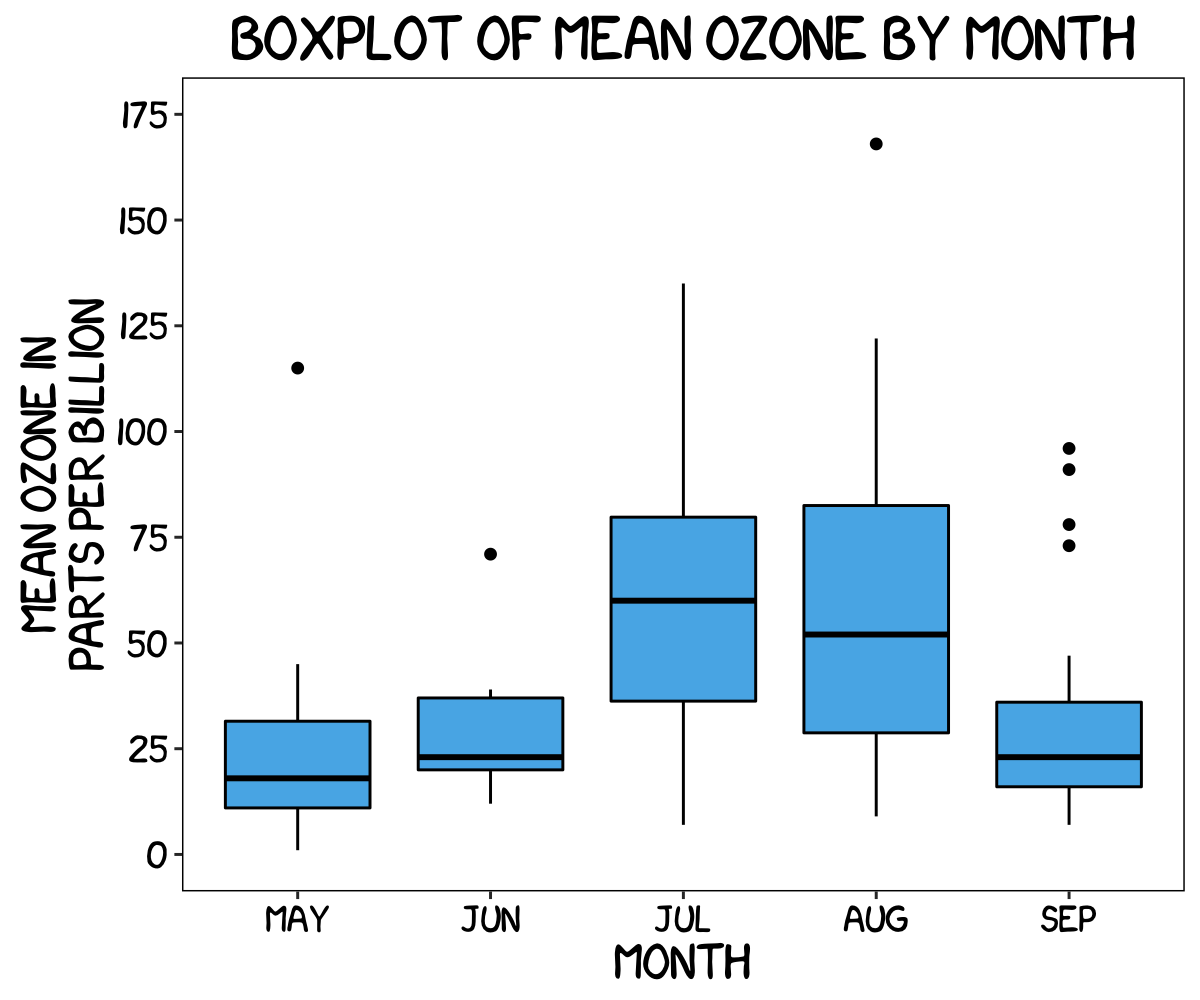 BOXPLOT OF MEAN OZONE BY MONTH
MEAN OZONE IN
PARTS PER BILLION
175
150
125
100
75
50
25
0
MAY JUN JUL AUG SEP
MONTH